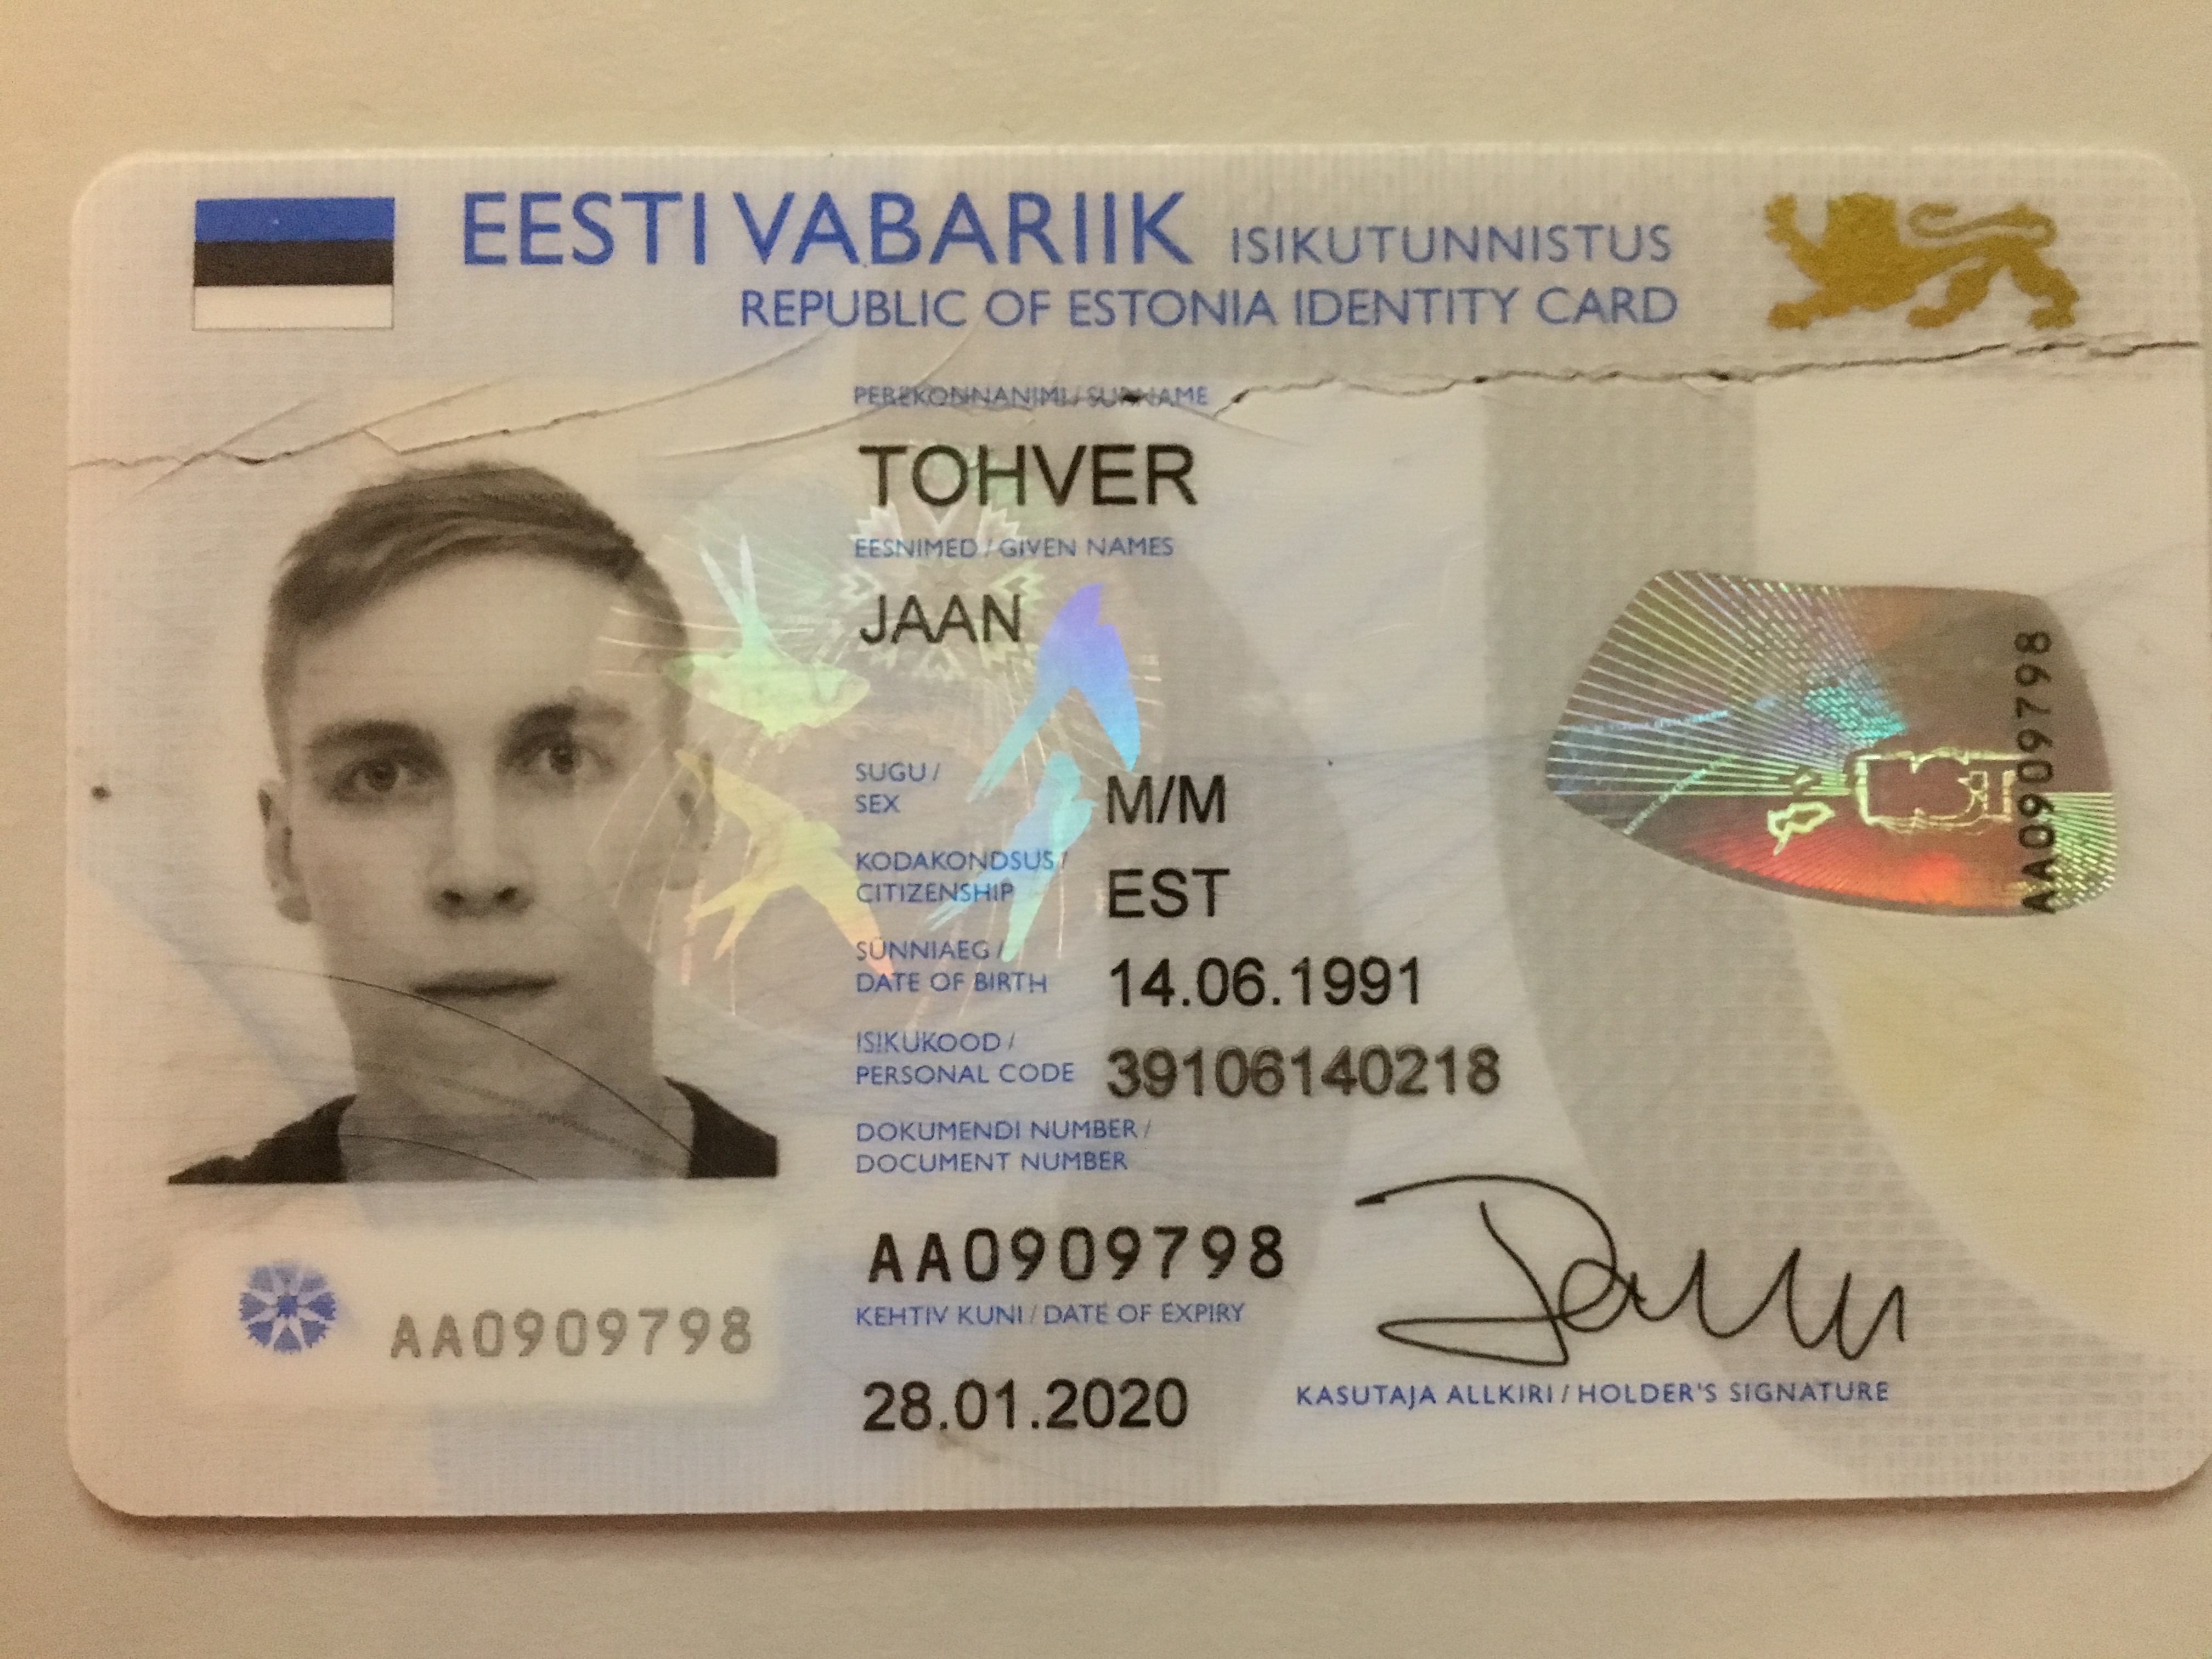 EESTI VABARIIK ISIKUTUNNISTUS
REPUBLIC OF ESTONIA IDENTITY CARD
PEREKONNANIMI/ SURNAME
TOHVER
EESNIMED / GIVEN NAMES
JAAN
SUGU /
SEX
M/M
KODAKONDSUS/
CITIZENSHIP
EST
SÜNNIAEG /
DATE OF BIRTH
14.06.1991
ISIKUKOOD /
PERSONAL CODE
39106140218
DOKUMENDI NUMBER /
DOCUMENT NUMBER
AA0909798
KEHTIV KUNI / DATE OF EXPIRY
28.01.2020
KASUTAJA ALLKIRI / HOLDER'S SIGNATURE
AA0909798
AA0909798